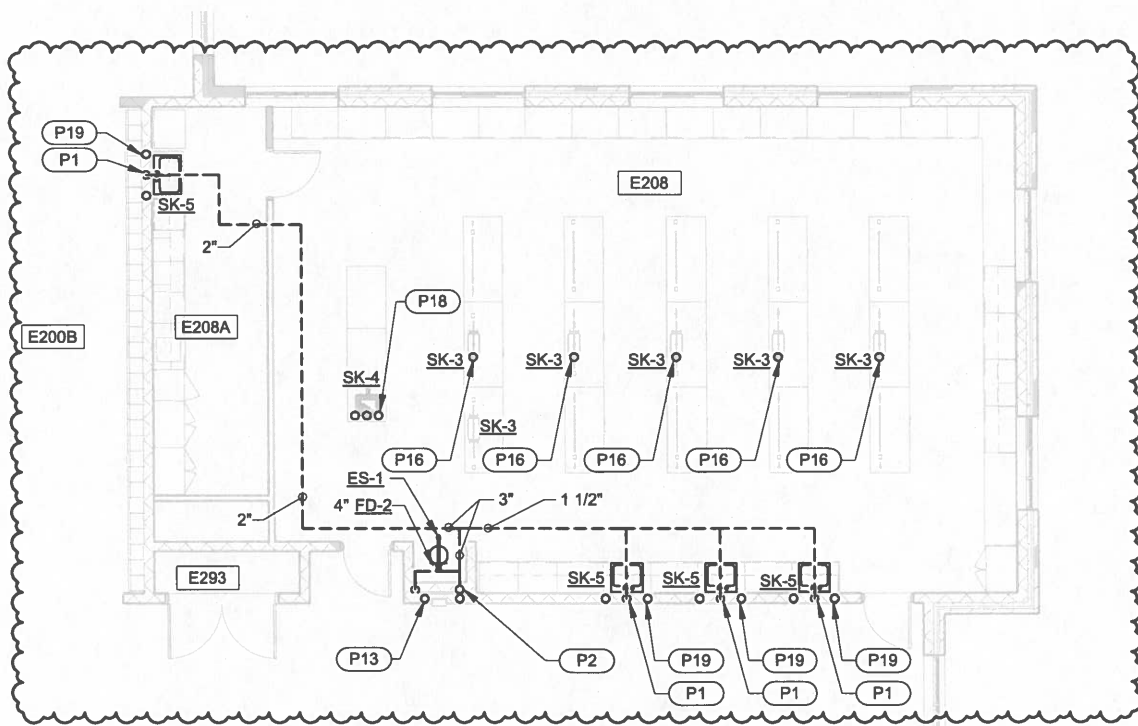 P19
P1
E208
SK-5
2"
P18
E200B
E208A
SK-3
SK-3
SK-3
SK-3
SK-3
SK-4
SK-3
P16
P16
P16
P16
P16
ES-1
2"
4" FD-2
3"
1 1/2"
E293
SK-5
SK-5
SK-5
P13
P2
P19
P19
P19
P1
P1
P1